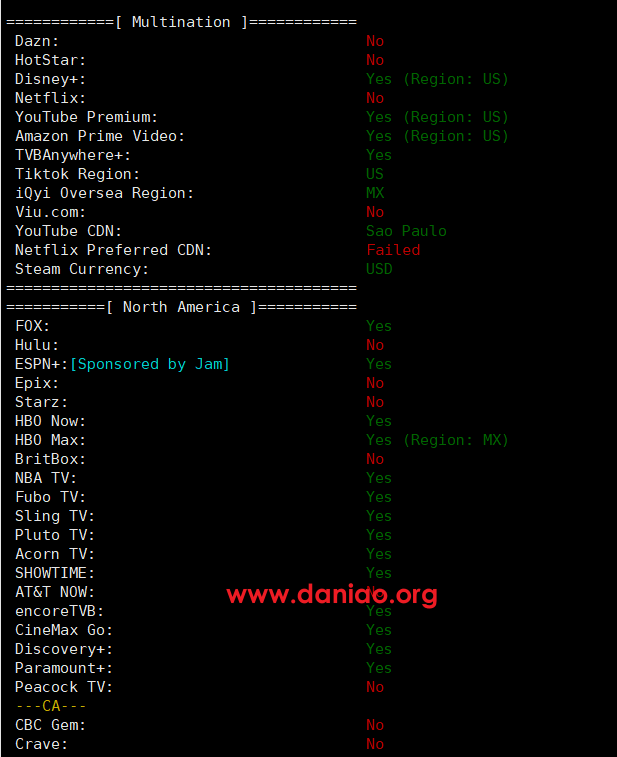 ============[ Multination ]============
Dazn: No
HotStar: No
Disney+: Yes (Region: US)
Netflix: No
YouTube Premium: Yes (Region: US)
Amazon Prime Video: Yes (Region: US)
TVBAnywhere+: Yes
Tiktok Region: US
iQyi Oversea Region: MX
Viu.com: No
YouTube CDN: Sao Paulo
Netflix Preferred CDN: Failed
Steam Currency: USD
=======================================
===========[ North America ]===========
FOX: Yes
Hulu: No
ESPN+:[Sponsored by Jam] Yes
Epix: No
Starz: No
HBO Now: Yes
HBO Max: Yes (Region: MX)
BritBox: No
NBA TV: Yes
Fubo TV: Yes
Sling TV: Yes
Pluto TV: Yes
Acorn TV: Yes
SHOWTIME: Yes
AT&T NOW:
www.daniao.org
encoreTVB: Yes
CineMax Go: Yes
Discovery+: Yes
Paramount+: Yes
Peacock TV: No
---CA---
CBC Gem: No
Crave: No